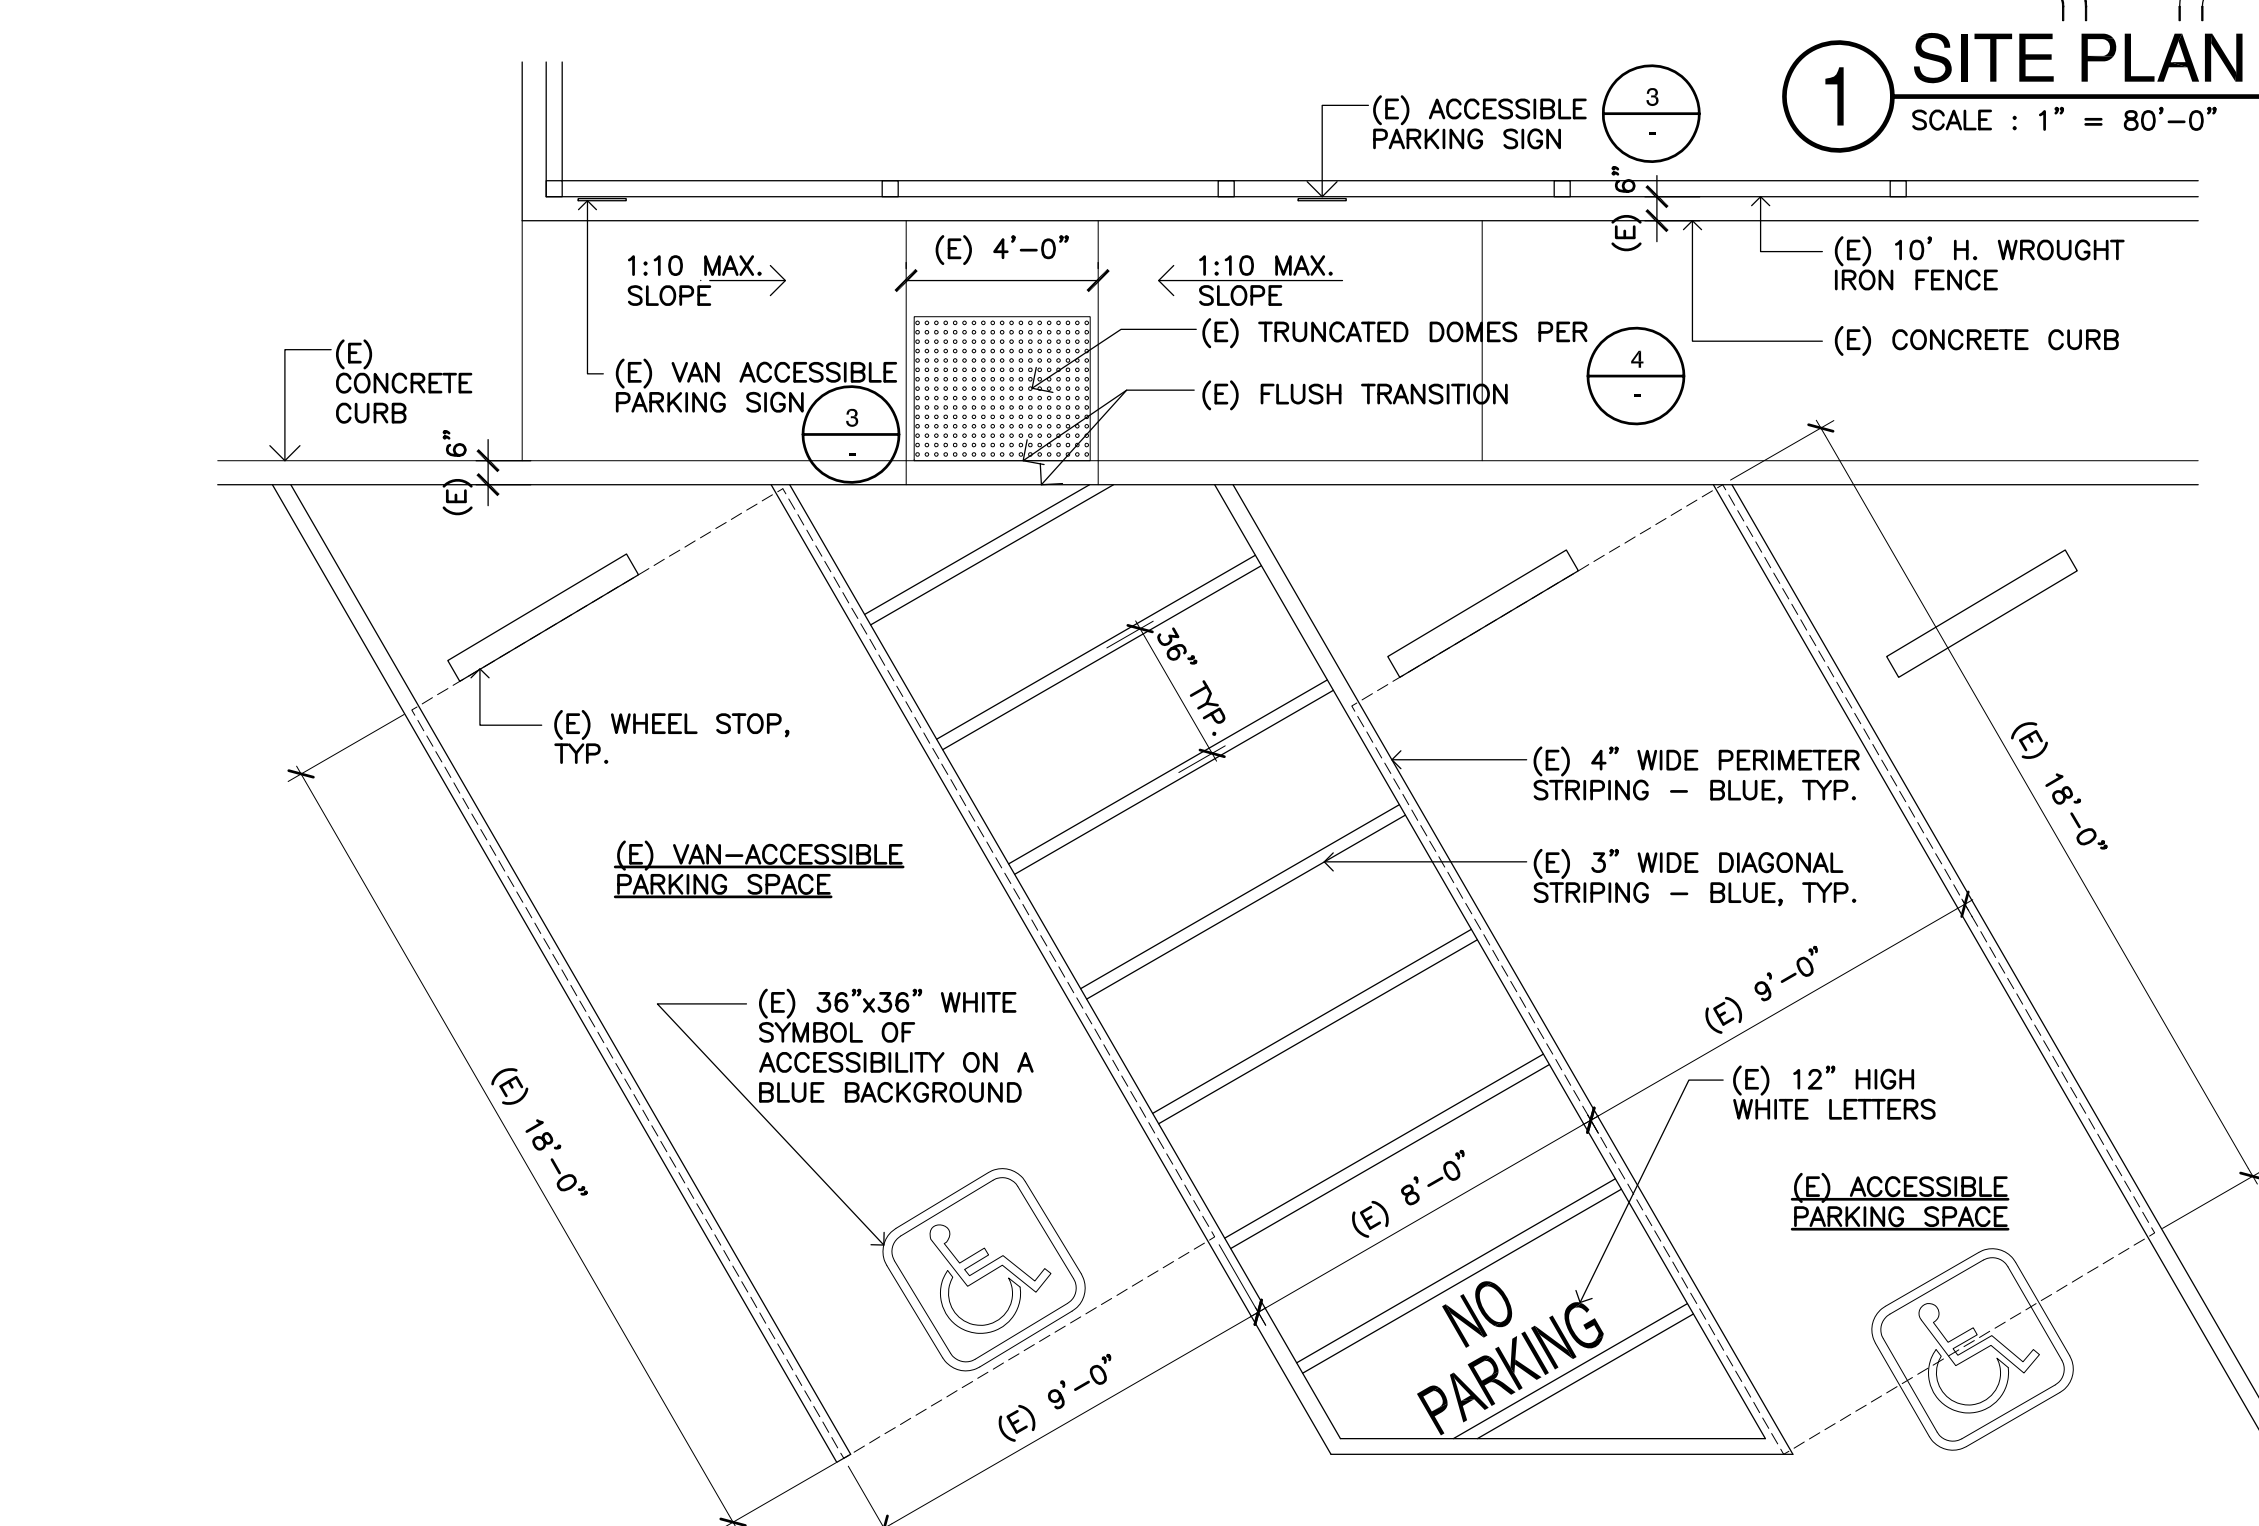 1
SITE PLAN
SCALE : 1" = 80'-0"
(E) ACCESSIBLE
PARKING SIGN
3
-
(E) 6"
(E) 4'-0"
1:10 MAX.
SLOPE
1:10 MAX.
SLOPE
(E) 10' H. WROUGHT
IRON FENCE
(E) TRUNCATED DOMES PER
4
-
(E) CONCRETE CURB
(E)
CONCRETE
CURB
(E) VAN ACCESSIBLE
PARKING SIGN
3
-
(E) FLUSH TRANSITION
(E) 6"
36" TYP.
(E) WHEEL STOP,
TYP.
(E) 4" WIDE PERIMETER
STRIPING – BLUE, TYP.
(E) 18'-0"
(E) VAN-ACCESSIBLE
PARKING SPACE
(E) 3" WIDE DIAGONAL
STRIPING – BLUE, TYP.
(E) 9'-0"
(E) 36"x36" WHITE
SYMBOL OF
ACCESSIBILITY ON A
BLUE BACKGROUND
(E) 18'-0"
(E) 12" HIGH
WHITE LETTERS
(E) 8'-0"
(E) ACCESSIBLE
PARKING SPACE
NO
PARKING
(E) 9'-0"